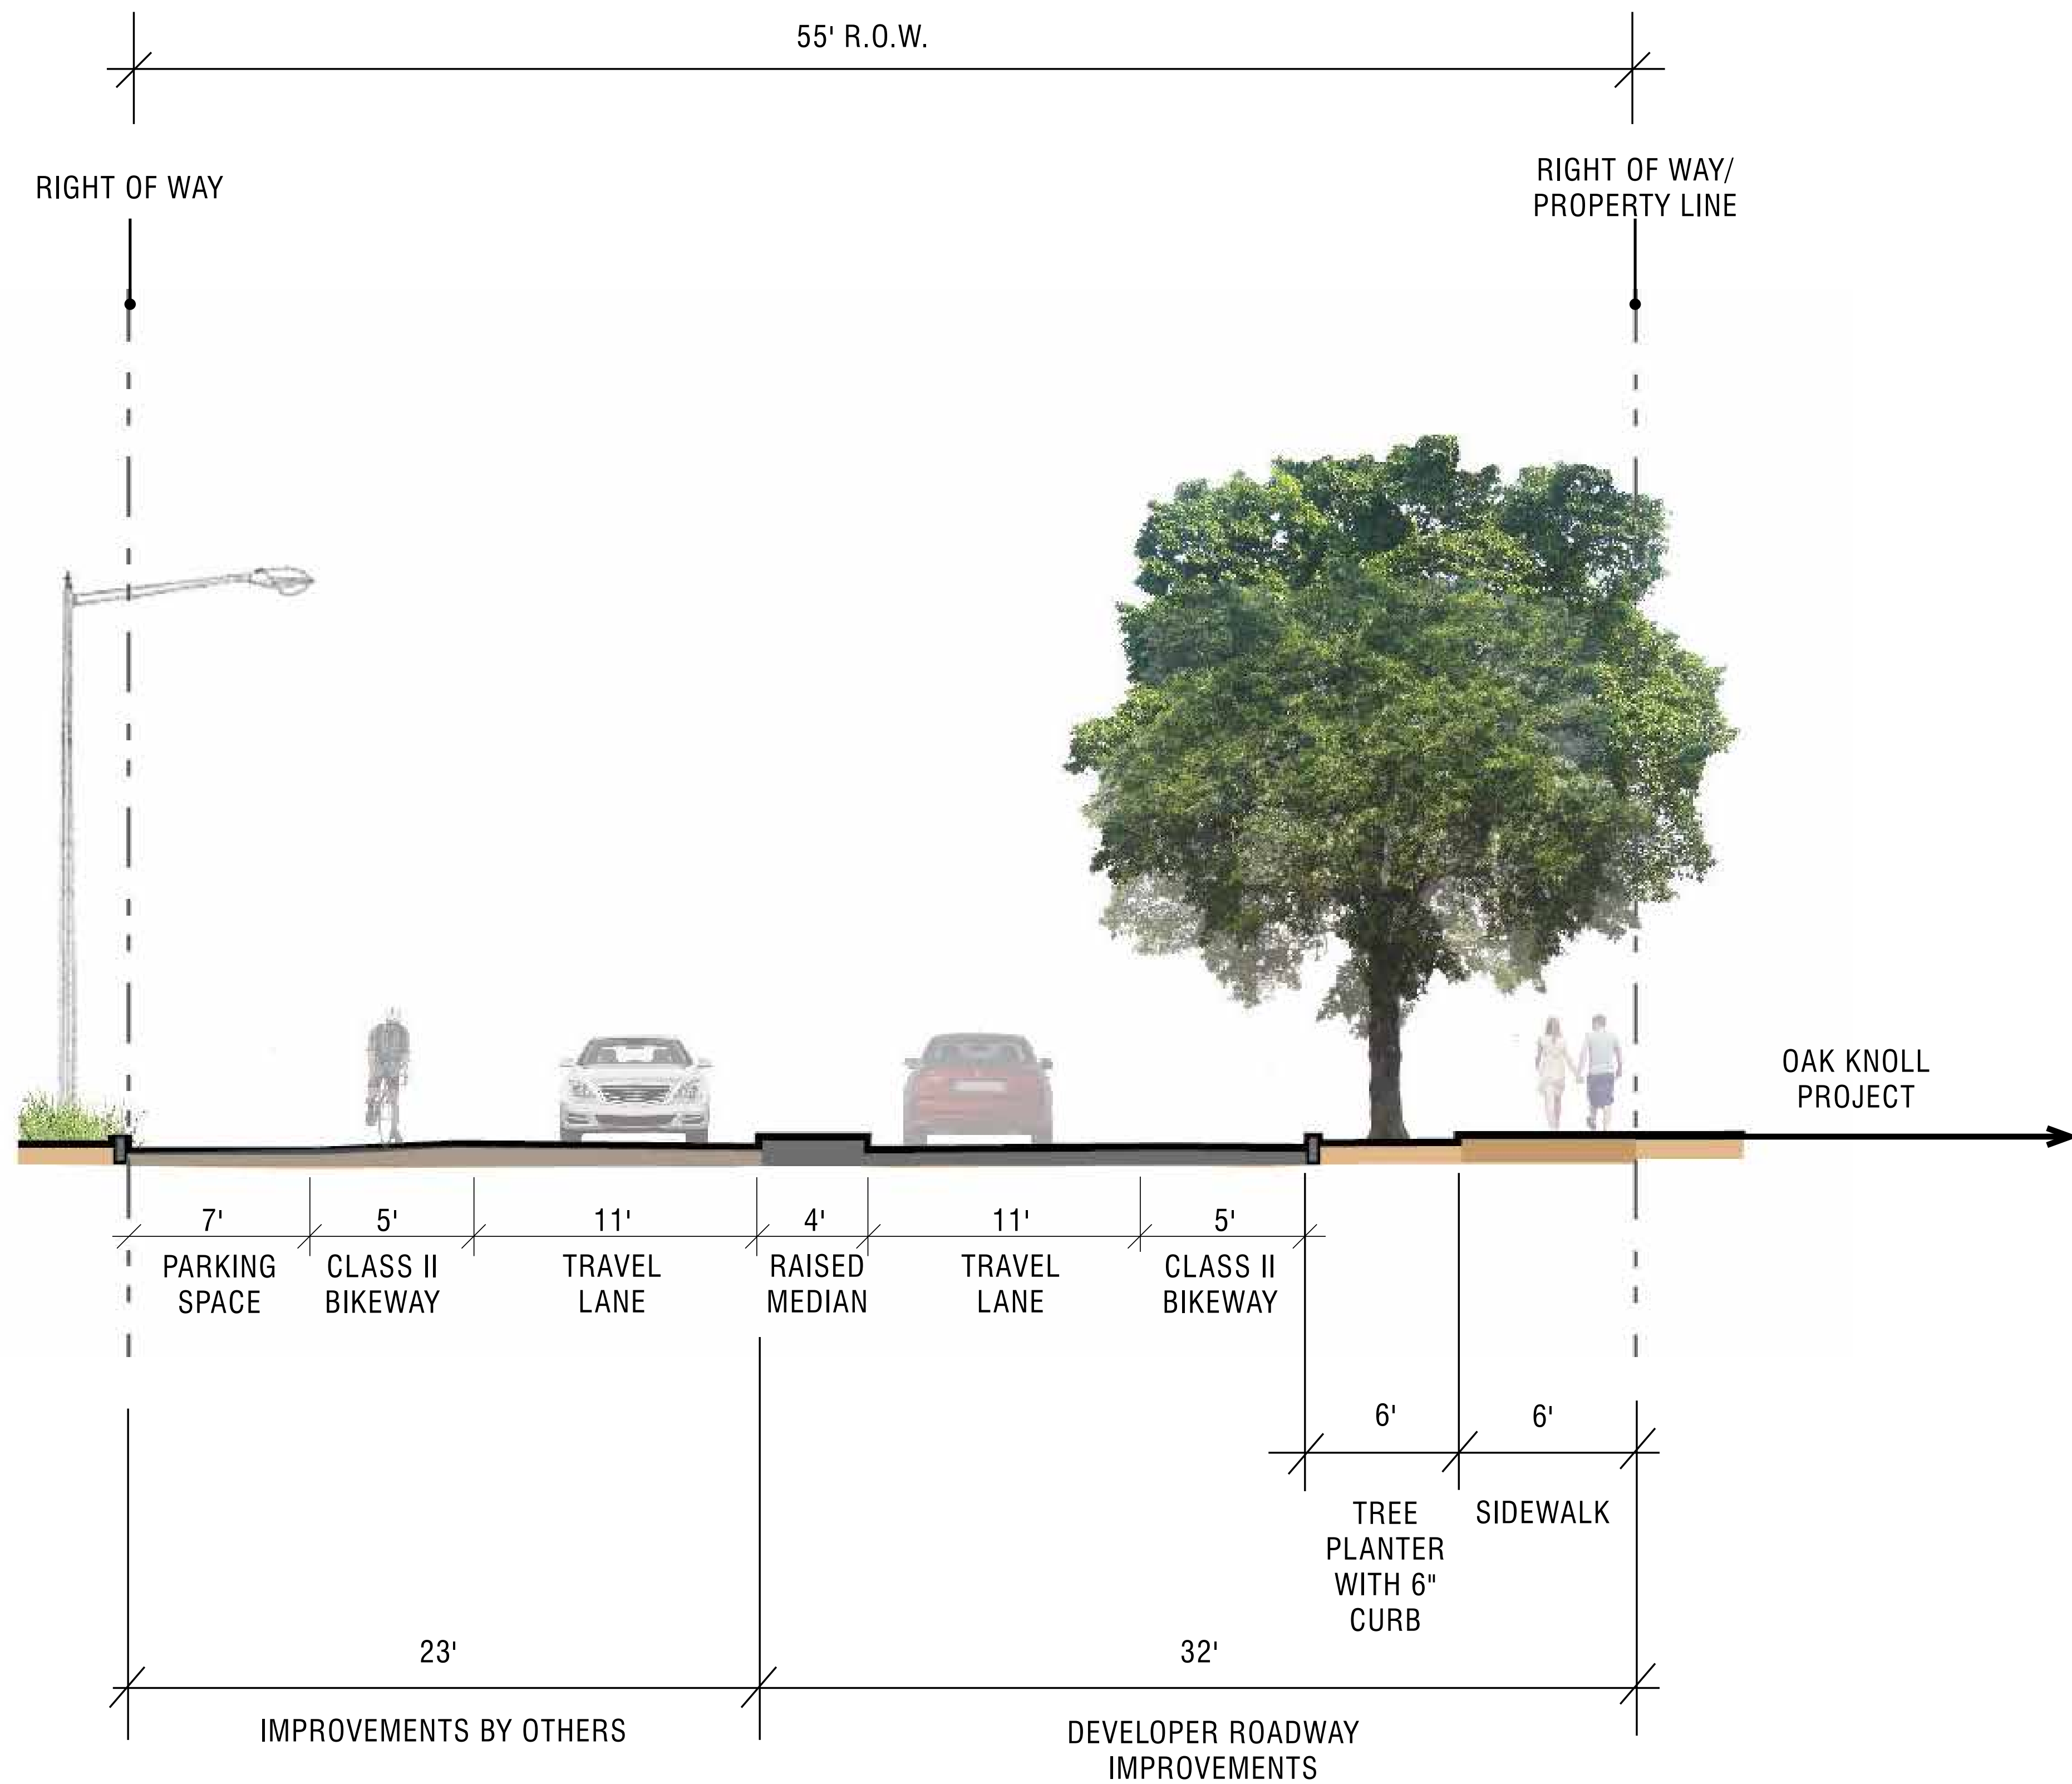 55' R.O.W.
RIGHT OF WAY
RIGHT OF WAY/
PROPERTY LINE
OAK KNOLL
PROJECT
7'
5'
11'
4'
11'
5'
PARKING
SPACE
CLASS II
BIKEWAY
TRAVEL
LANE
RAISED
MEDIAN
TRAVEL
LANE
CLASS II
BIKEWAY
6'
6'
TREE
PLANTER
WITH 6"
CURB
SIDEWALK
23'
32'
IMPROVEMENTS BY OTHERS
DEVELOPER ROADWAY
IMPROVEMENTS